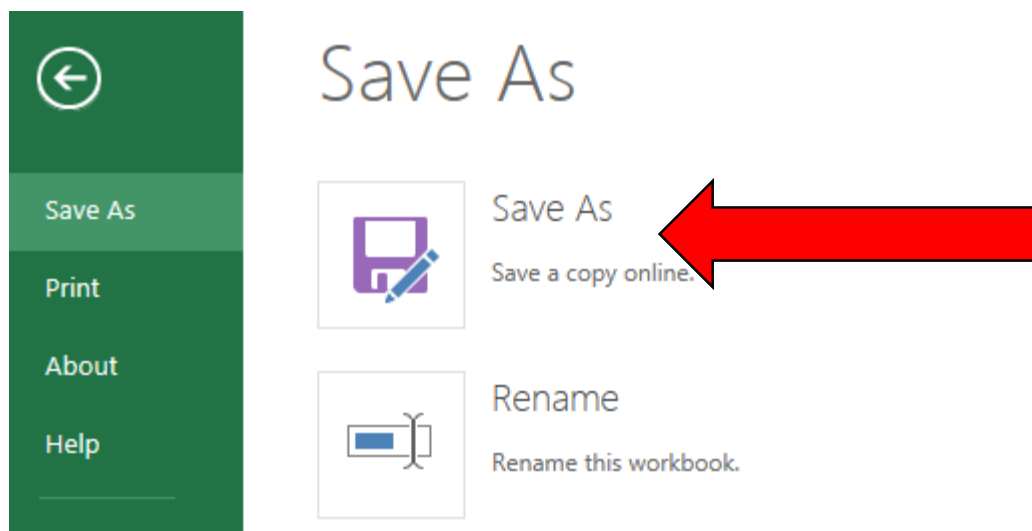 Save As
Save As
Print
About
Help
Save As
Save a copy online.
Rename
Rename this workbook.